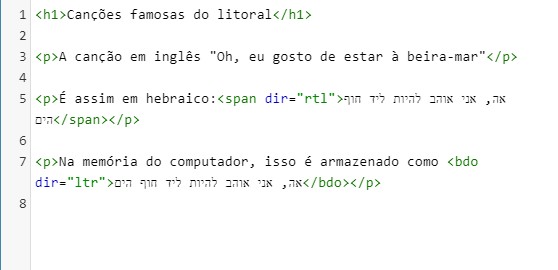 1 <h1>Canções famosas do litoral</h1>
2
3 <p>A canção em inglês "Oh, eu gosto de estar à beira-mar"</p>
4
5 <p>É assim em hebraico:<span dir="rtl">אה, אני אוהב להיות ליד חוף
הים</span></p>
6
7 <p>Na memória do computador, isso é armazenado como <bdo
dir="ltr">אה, אני אוהב להיות ליד חוף הים</bdo></p>
8